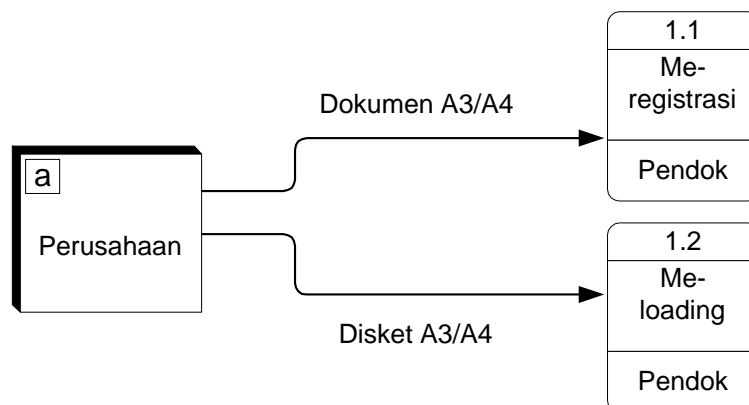 a
Perusahaan
Dokumen A3/A4
Disket A3/A4
1.1
Me-
registrasi
Pendok
1.2
Me-
loading
Pendok